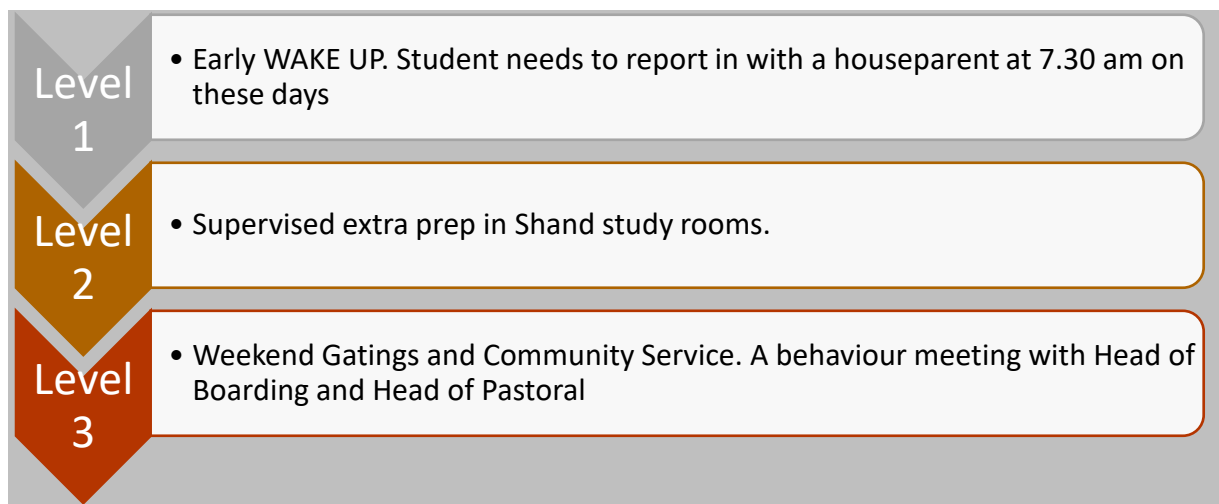 Level
1
• Early WAKE UP. Student needs to report in with a houseparent at 7.30 am on
these days
Level
2
• Supervised extra prep in Shand study rooms.
Level
3
• Weekend Gatings and Community Service. A behaviour meeting with Head of
Boarding and Head of Pastoral